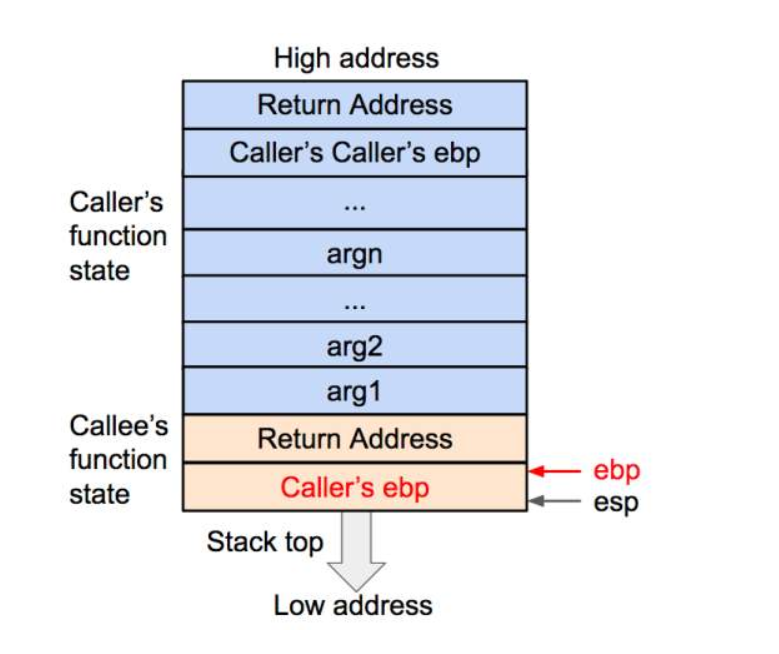 High address
Return Address
Caller's Caller's ebp
...
Caller's
function
state
argn
...
arg2
arg1
Callee's
function
state
Return Address
Caller's ebp
ebp
esp
Stack top
Low address